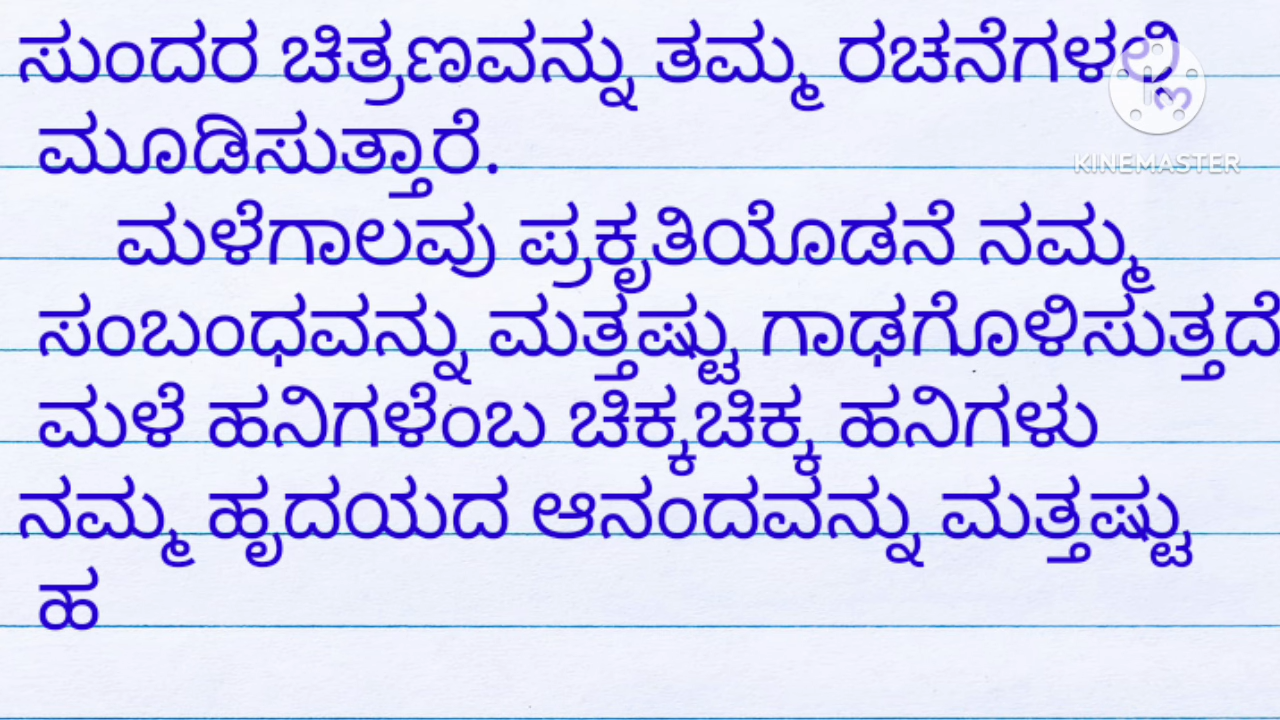 ಸುಂದರ ಚಿತ್ರಣವನ್ನು ತಮ್ಮ ರಚನೆಗಳಲ್ಲಿ
ಮೂಡಿಸುತ್ತಾರೆ.
ಮಳೆಗಾಲವು ಪ್ರಕೃತಿಯೊಡನೆ ನಮ್ಮ
ಸಂಬಂಧವನ್ನು ಮತ್ತಷ್ಟು ಗಾಢಗೊಳಿಸುತ್ತದೆ
ಮಳೆ ಹನಿಗಳೆಂಬ ಚಿಕ್ಕಚಿಕ್ಕ ಹನಿಗಳು
ನಮ್ಮ ಹೃದಯದ ಆನಂದವನ್ನು ಮತ್ತಷ್ಟು
ಹ
KINEMASTER